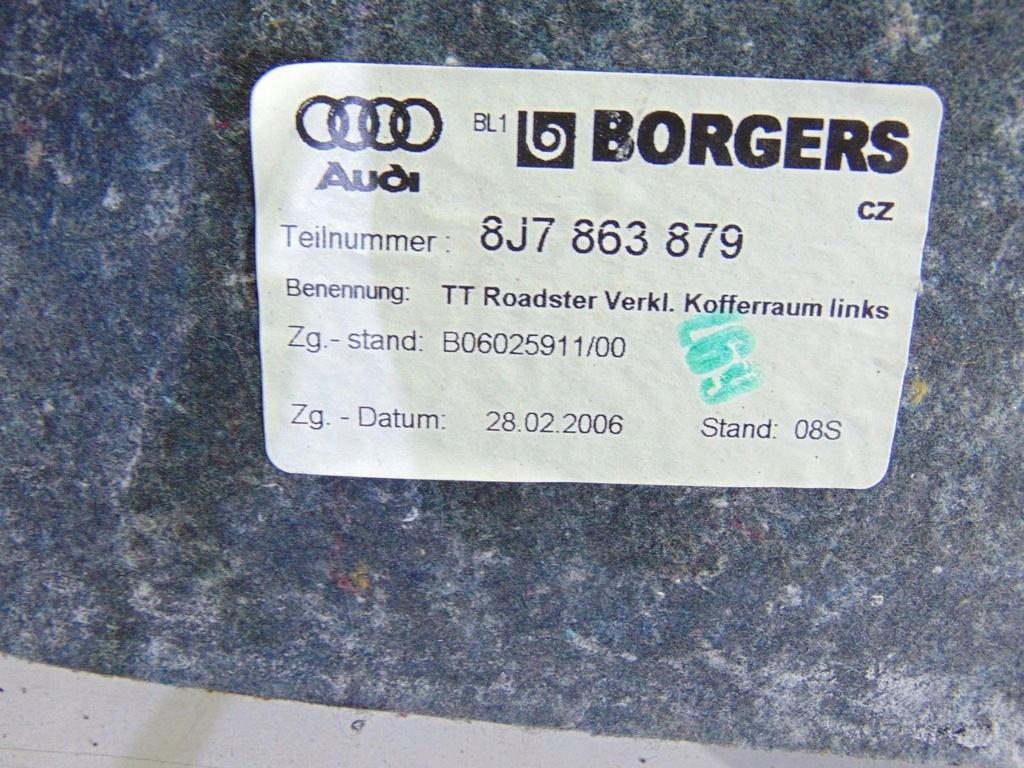 Audi
BL1 BORGERS
CZ
Teilnummer: 8J7 863 879
Benennung: TT Roadster Verkl. Kofferraum links
Zg.- stand: B06025911/00
Zg. - Datum: 28.02.2006 Stand: 08S